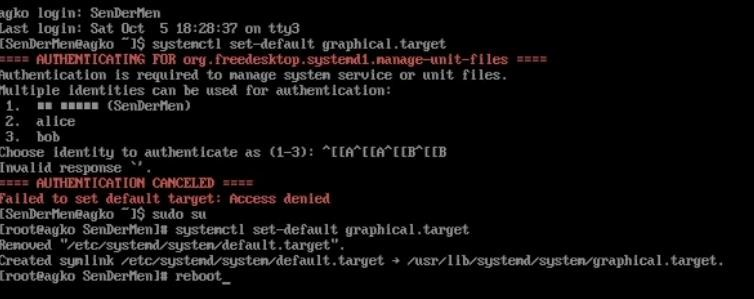 agko login: SenDerMen
Last login: Sat Oct  5 18:28:37 on tty3
[SenDerMen@agko ~]$ systemctl set-default graphical.target
==== AUTHENTICATING FOR org.freedesktop.systemd1.manage-unit-files ====
Authentication is required to manage system service or unit files.
Multiple identities can be used for authentication:
 1.  ■■ ■■■■■ (SenDerMen)
 2.  alice
 3.  bob
Choose identity to authenticate as (1-3): ^[[A^[[A^[[B^[[B
Invalid response `'.
==== AUTHENTICATION CANCELED ====
Failed to set default target: Access denied
[SenDerMen@agko ~]$ sudo su
[root@agko SenDerMen]# systemctl set-default graphical.target
Removed "/etc/systemd/system/default.target".
Created symlink /etc/systemd/system/default.target → /usr/lib/systemd/system/graphical.target.
[root@agko SenDerMen]# reboot_